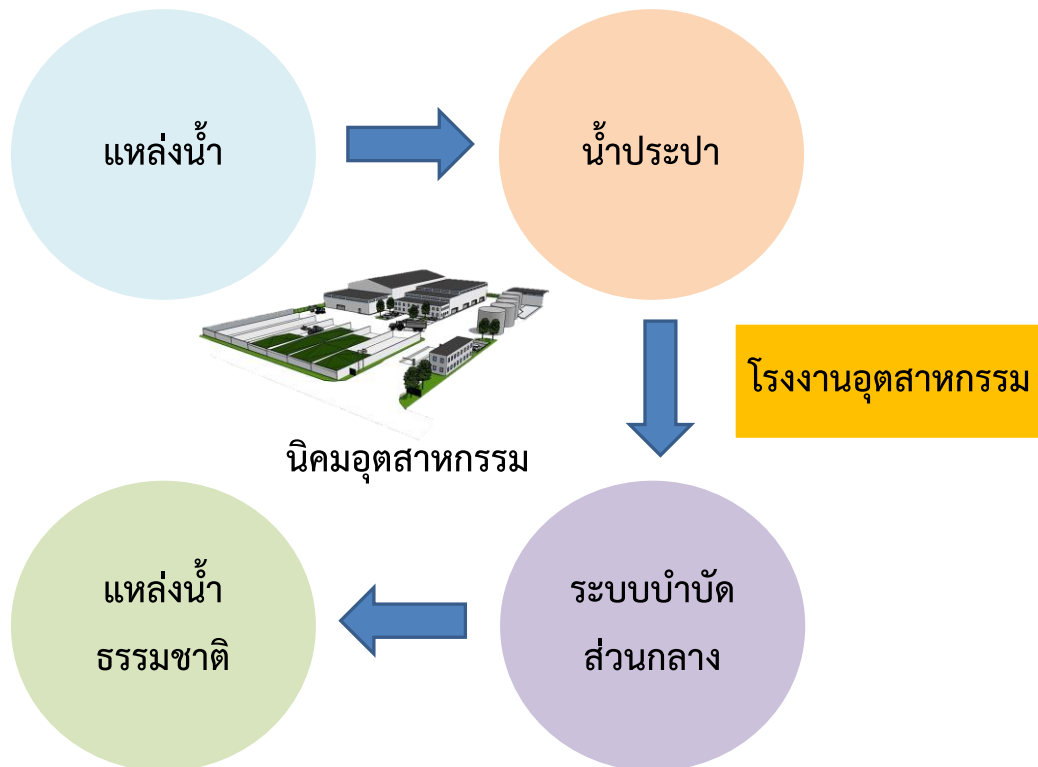 แหล่งน้ำ
น้ำประปา
โรงงานอุตสาหกรรม
นิคมอุตสาหกรรม
แหล่งน้ำ
ธรรมชาติ
ระบบบำบัด
ส่วนกลาง